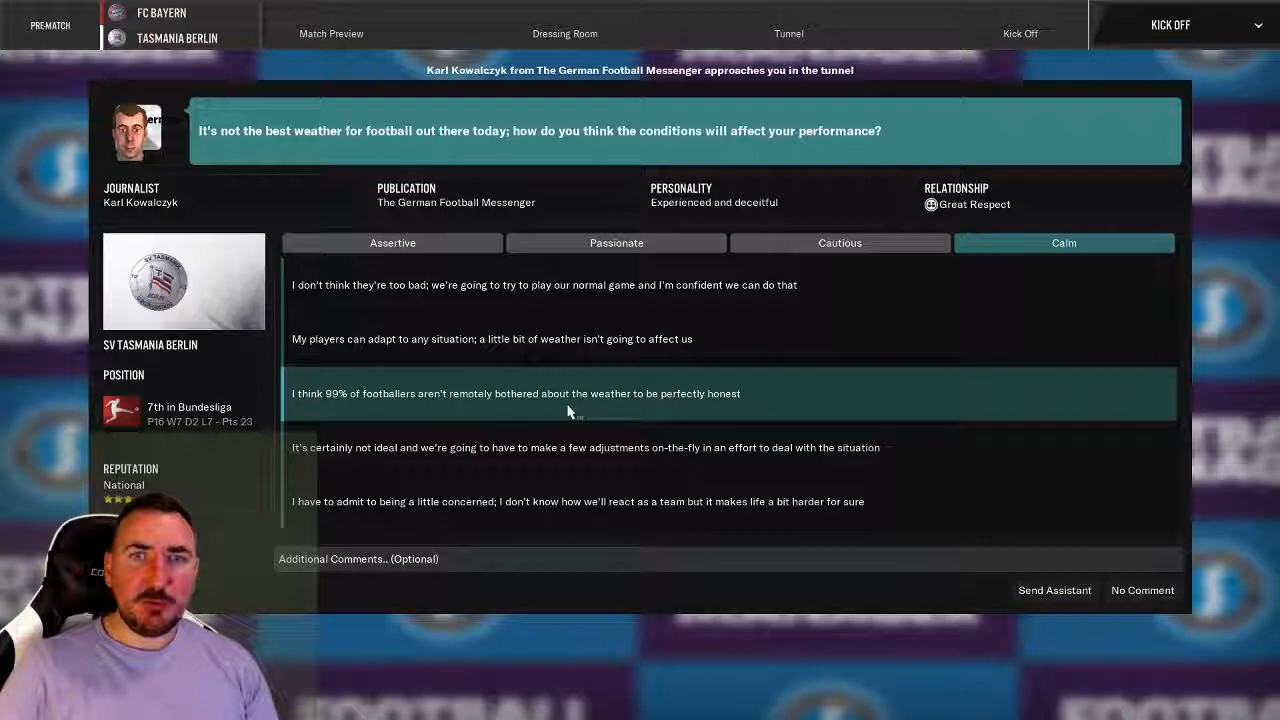 PRE-MATCH
FC BAYERN
TASMANIA BERLIN
Match Preview
Dressing Room
Tunnel
Kick Off
KICK OFF
Karl Kowalczyk from The German Football Messenger approaches you in the tunnel
It's not the best weather for football out there today; how do you think the conditions will affect your performance?
JOURNALIST
Karl Kowalczyk
PUBLICATION
The German Football Messenger
PERSONALITY
Experienced and deceitful
RELATIONSHIP
Great Respect
Assertive
Passionate
Cautious
Calm
SV TASMANIA
BERLIN
I don't think they're too bad; we're going to try to play our normal game and I'm confident we can do that
My players can adapt to any situation; a little bit of weather isn't going to affect us
I think 99% of footballers aren't remotely bothered about the weather to be perfectly honest
It's certainly not ideal and we're going to have to make a few adjustments on-the-fly in an effort to deal with the situation
I have to admit to being a little concerned; I don't know how we'll react as a team but it makes life a bit harder for sure
SV TASMANIA BERLIN
POSITION
7th in Bundesliga
P16 W7 D2 L7 - Pts 23
REPUTATION
National
Additional Comments.. (Optional)
Send Assistant
No Comment